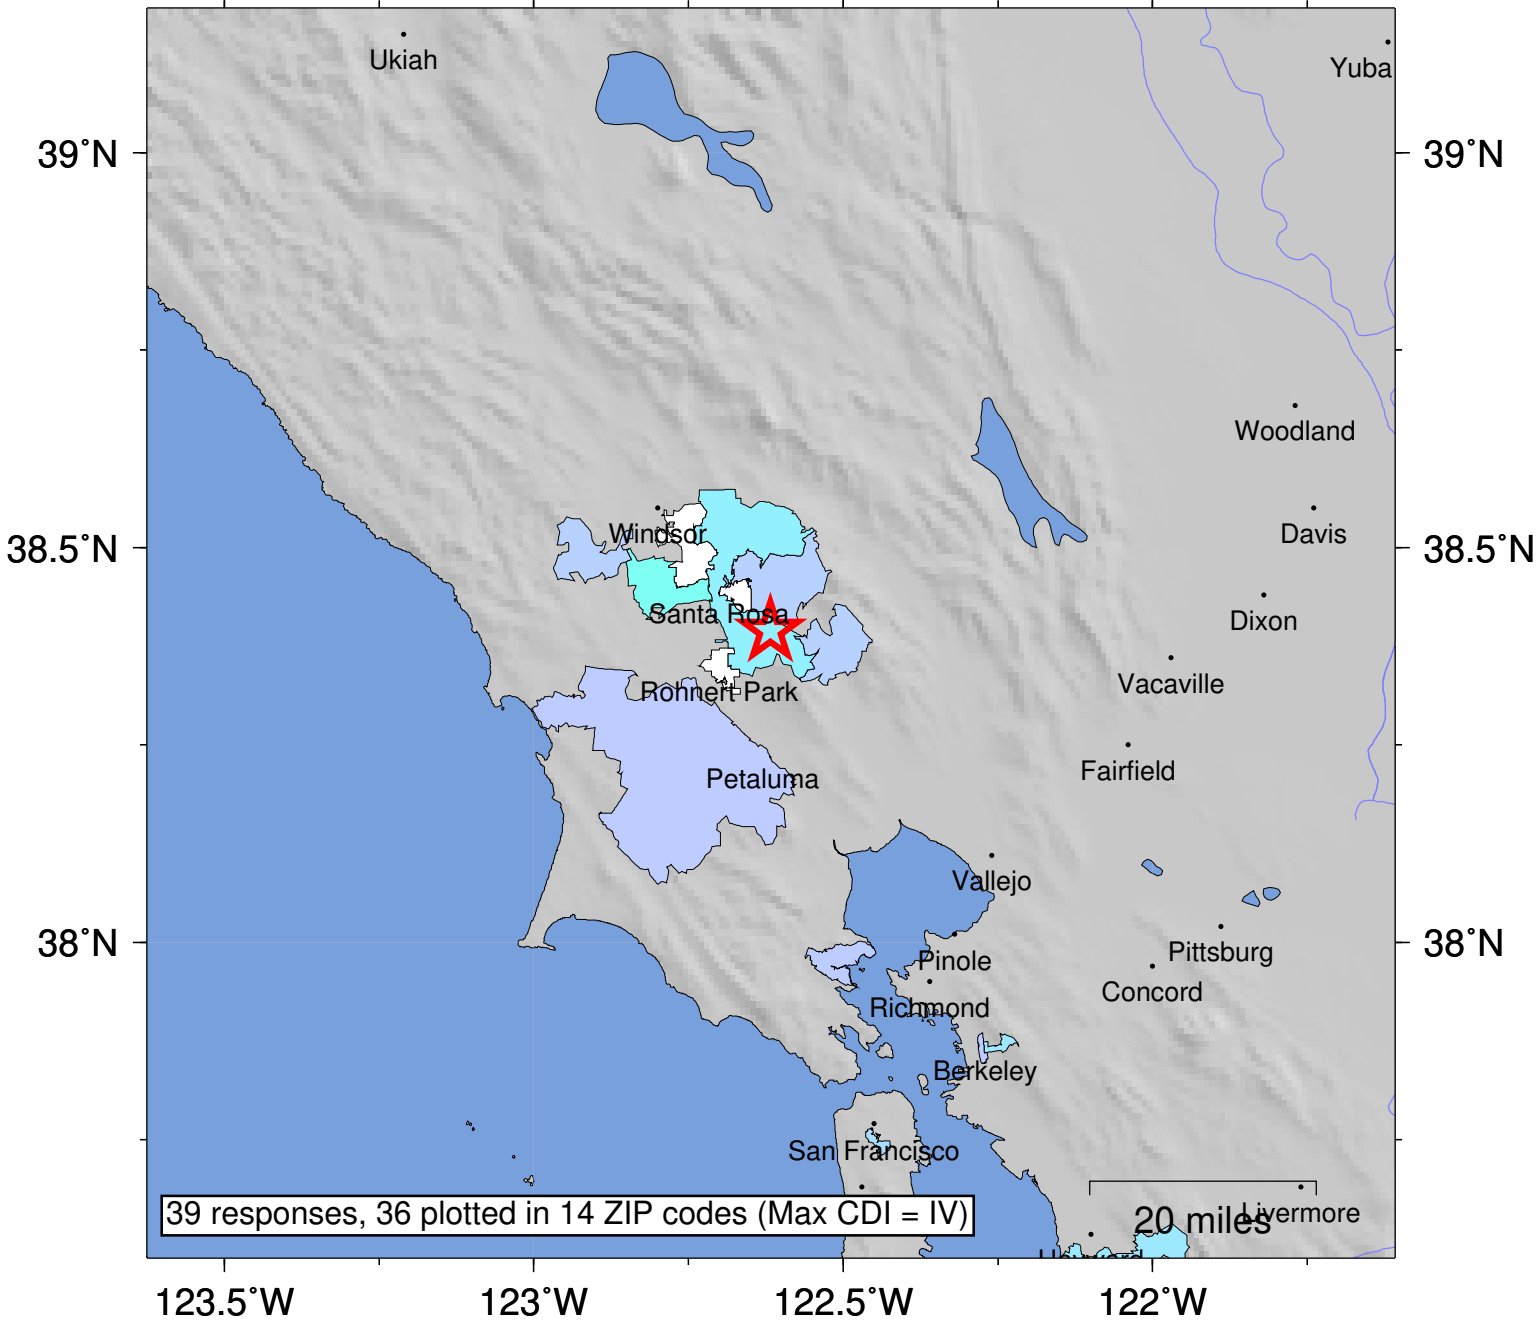 Ukiah
Yuba
39°N
39°N
Woodland
Davis
38.5°N
Windsor
38.5°N
Santa Rosa
Dixon
Rohnert Park
Vacaville
Petaluma
Fairfield
Vallejo
38°N
Pinole
Pittsburg
38°N
Richmond
Concord
Berkeley
San Francisco
39 responses, 36 plotted in 14 ZIP codes (Max CDI = IV)
20 miles
Livermore
123.5°W
123°W
122.5°W
122°W